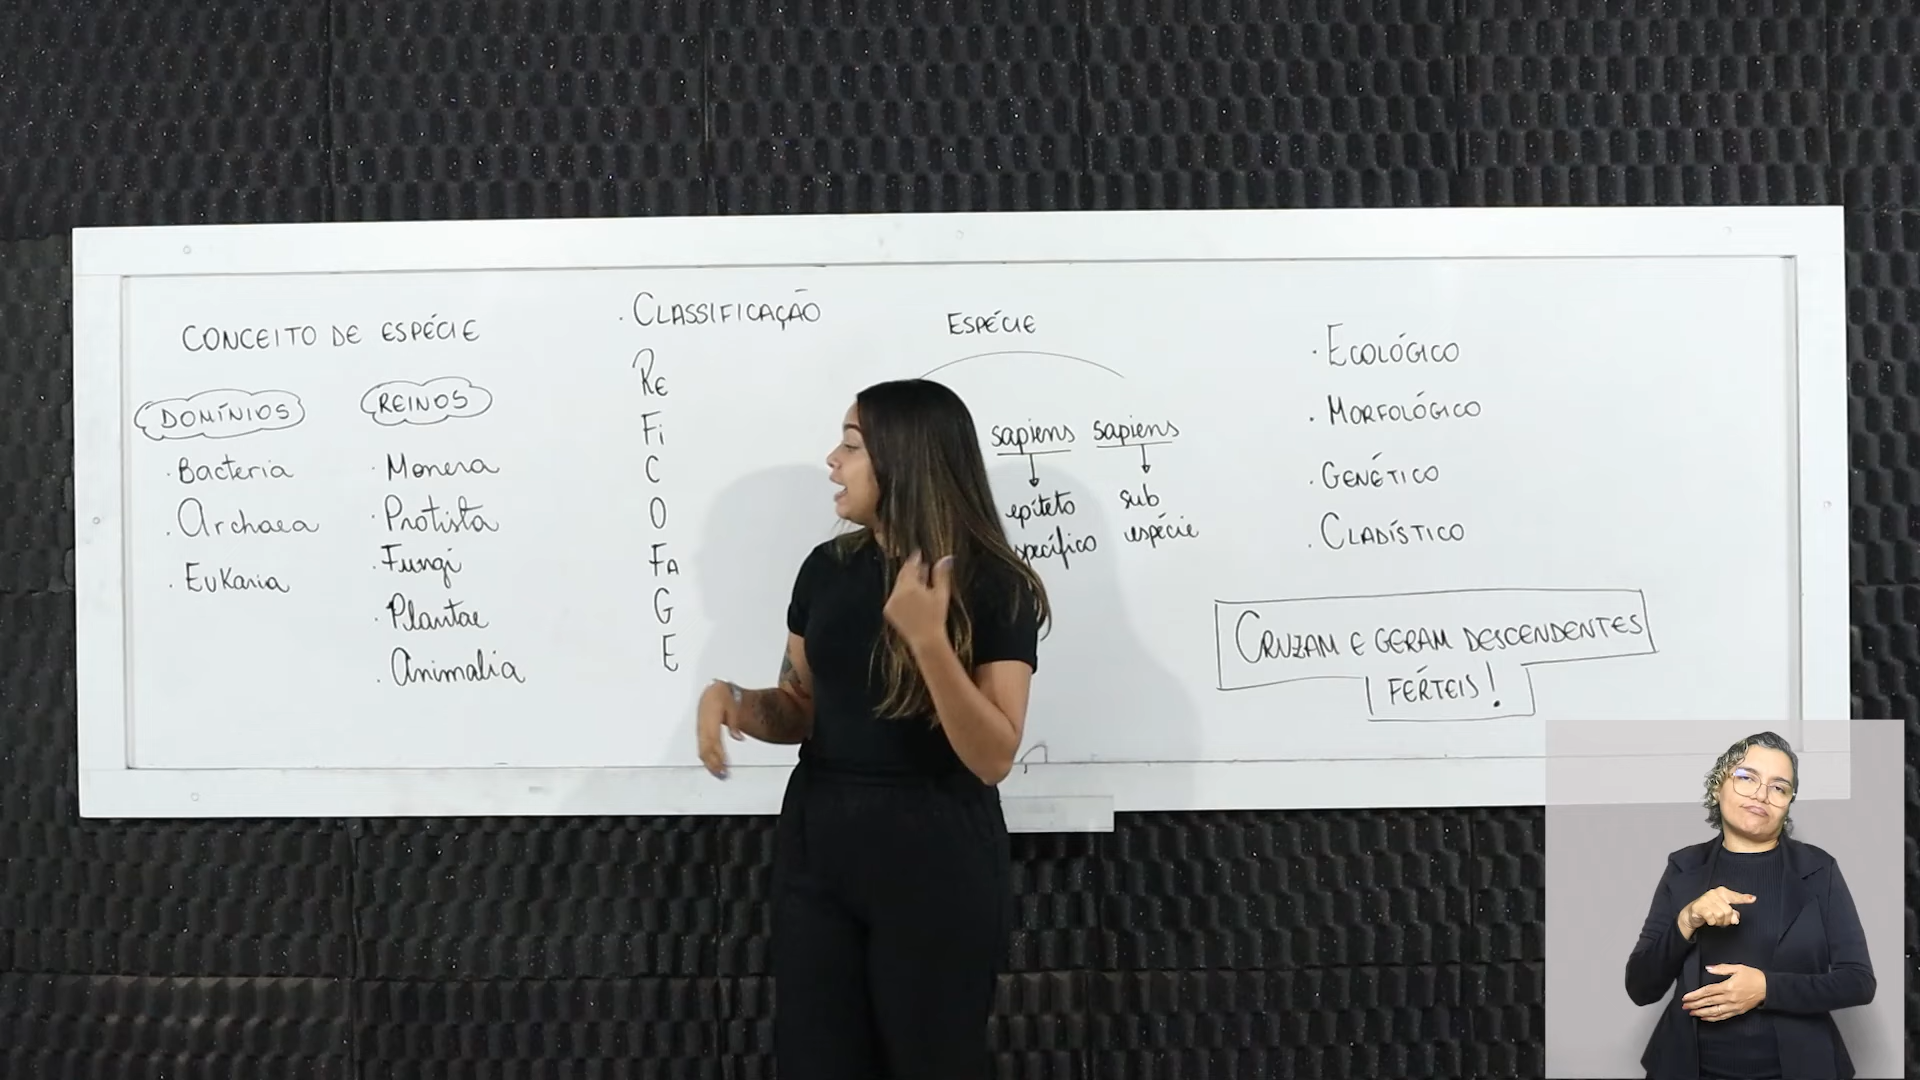 CONCEITO DE ESPÉCIE
DOMÍNIOS
· Bacteria
· Archaea
· Eukaria
REINOS
· Monera
· Protista
· Fungi
· Plantae
· Animalia
· CLASSIFICAÇÃO
RE
Fi
C
O
FA
G
E
ESPÉCIE
sapiens sapiens
epíteto
specífico
sub
espécie
· ECOLÓGICO
· MORFOLÓGICO
· GENÉTICO
· CLADÍSTICO
CRUZAM E GERAM DESCENDENTES
FÉRTEIS!